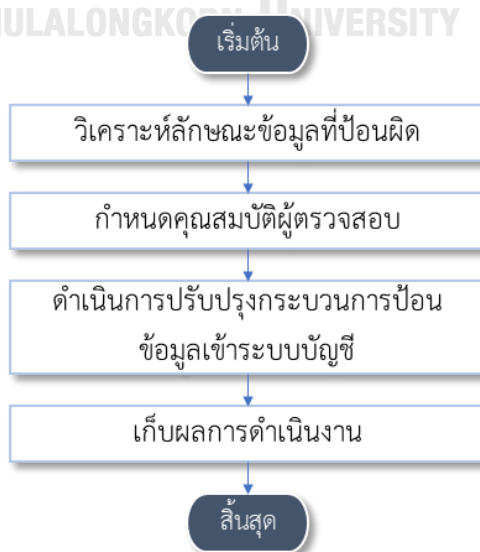 CHULALONGKORN UNIVERSITY
เริ่มต้น
วิเคราะห์ลักษณะข้อมูลที่ป้อนผิด
กำหนดคุณสมบัติผู้ตรวจสอบ
ดำเนินการปรับปรุงกระบวนการป้อน
ข้อมูลเข้าระบบบัญชี
เก็บผลการดำเนินงาน
สิ้นสุด